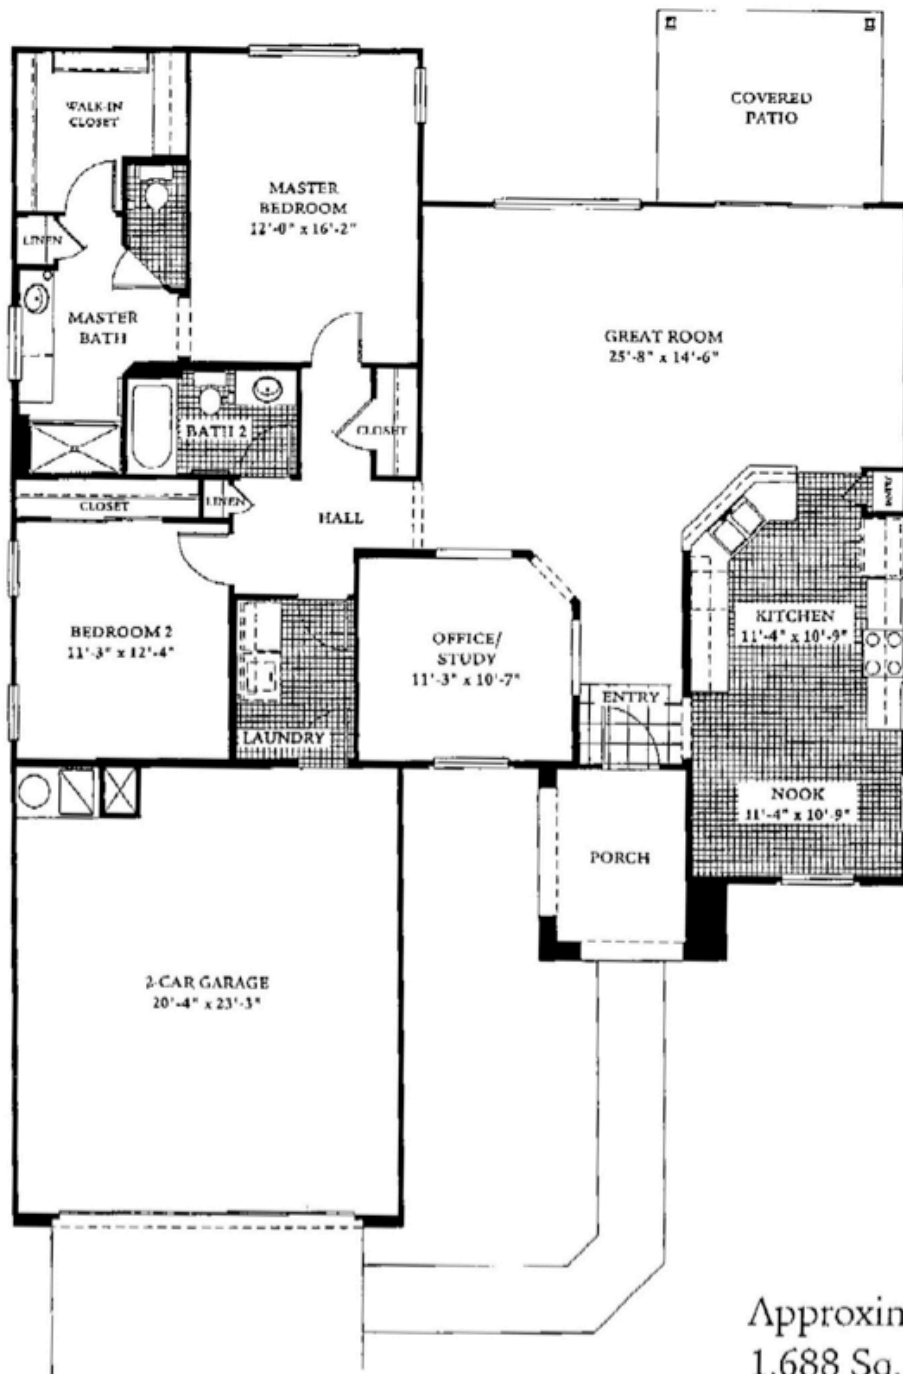 WALK-IN
CLOSET
COVERED
PATIO
MASTER
BEDROOM
12'-0" x 16'-2"
LINEN
MASTER
BATH
GREAT ROOM
25'-8" x 14'-6"
BATH 2
CLOSET
CLOSET
LINEN
HALL
PANTRY
KITCHEN
11'-4" x 10'-9"
BEDROOM 2
11'-3" x 12'-4"
OFFICE/
STUDY
11'-3" x 10'-7"
ENTRY
LAUNDRY
NOOK
11'-4" x 10'-9"
PORCH
2-CAR GARAGE
20'-4" x 23'-3"
Approxin
1,688 Sq.